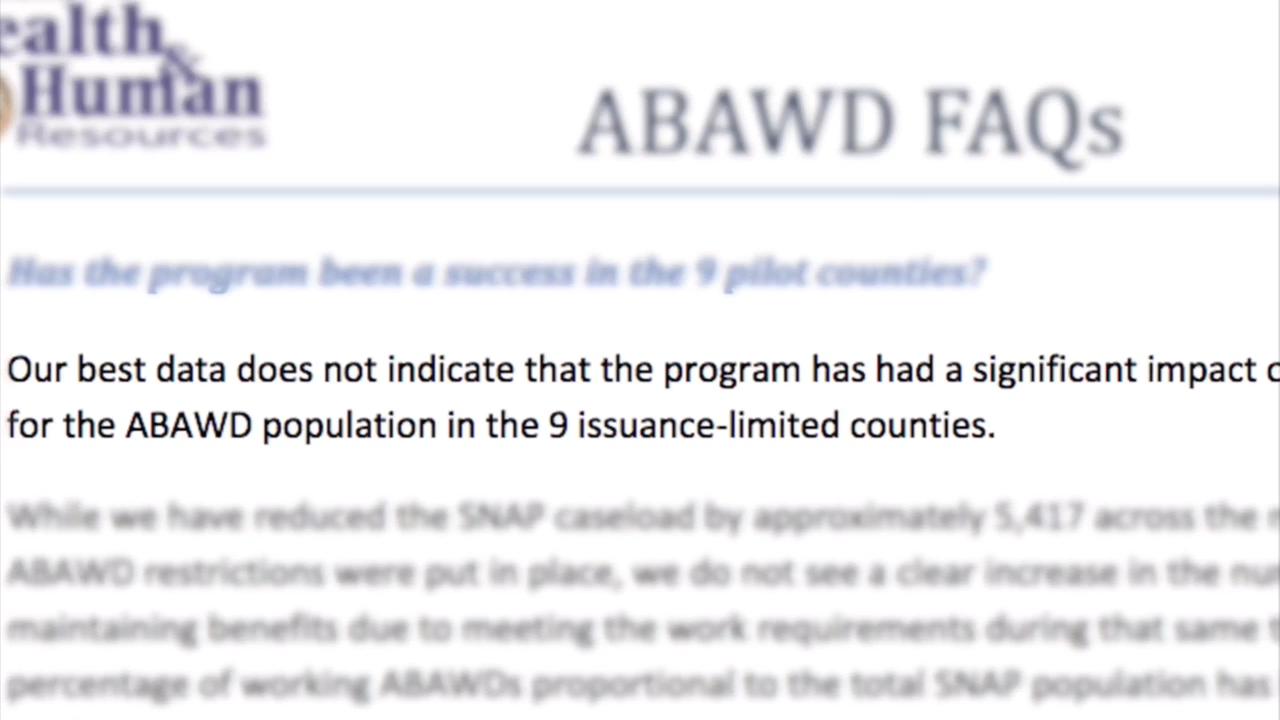 ealth
&
Human
Resources
ABAWD FAQs
Has the program been a success in the 9 pilot counties?
Our best data does not indicate that the program has had a significant impact
for the ABAWD population in the 9 issuance-limited counties.
While we have reduced the SNAP caseload by approximately 5,417 across the
ABAWD restrictions were put in place, we do not see a clear increase in the
maintaining benefits due to meeting the work requirements during that same
percentage of working ABAWDs proportional to the total SNAP population has